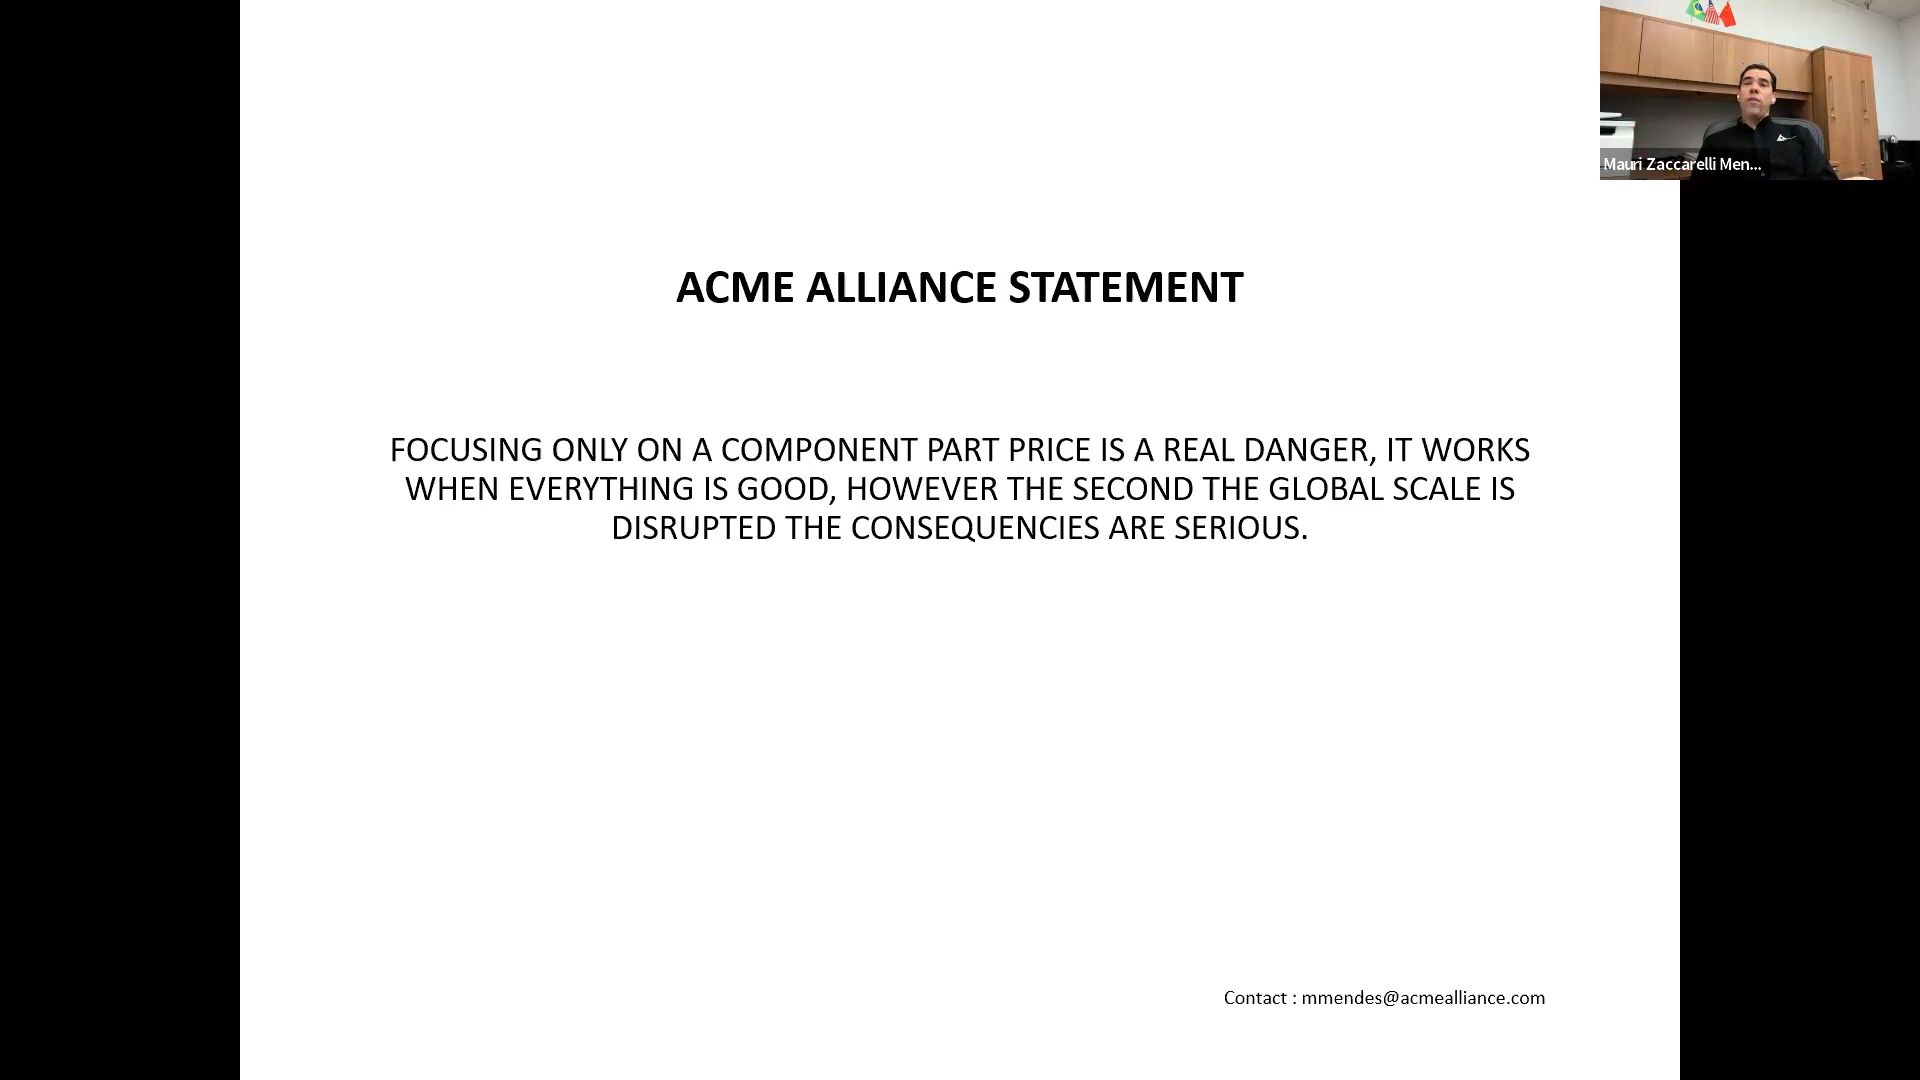 Mauri Zaccarelli Men...
ACME ALLIANCE STATEMENT
FOCUSING ONLY ON A COMPONENT PART PRICE IS A REAL DANGER, IT WORKS
WHEN EVERYTHING IS GOOD, HOWEVER THE SECOND THE GLOBAL SCALE IS
DISRUPTED THE CONSEQUENCIES ARE SERIOUS.
Contact : mmendes@acmealliance.com